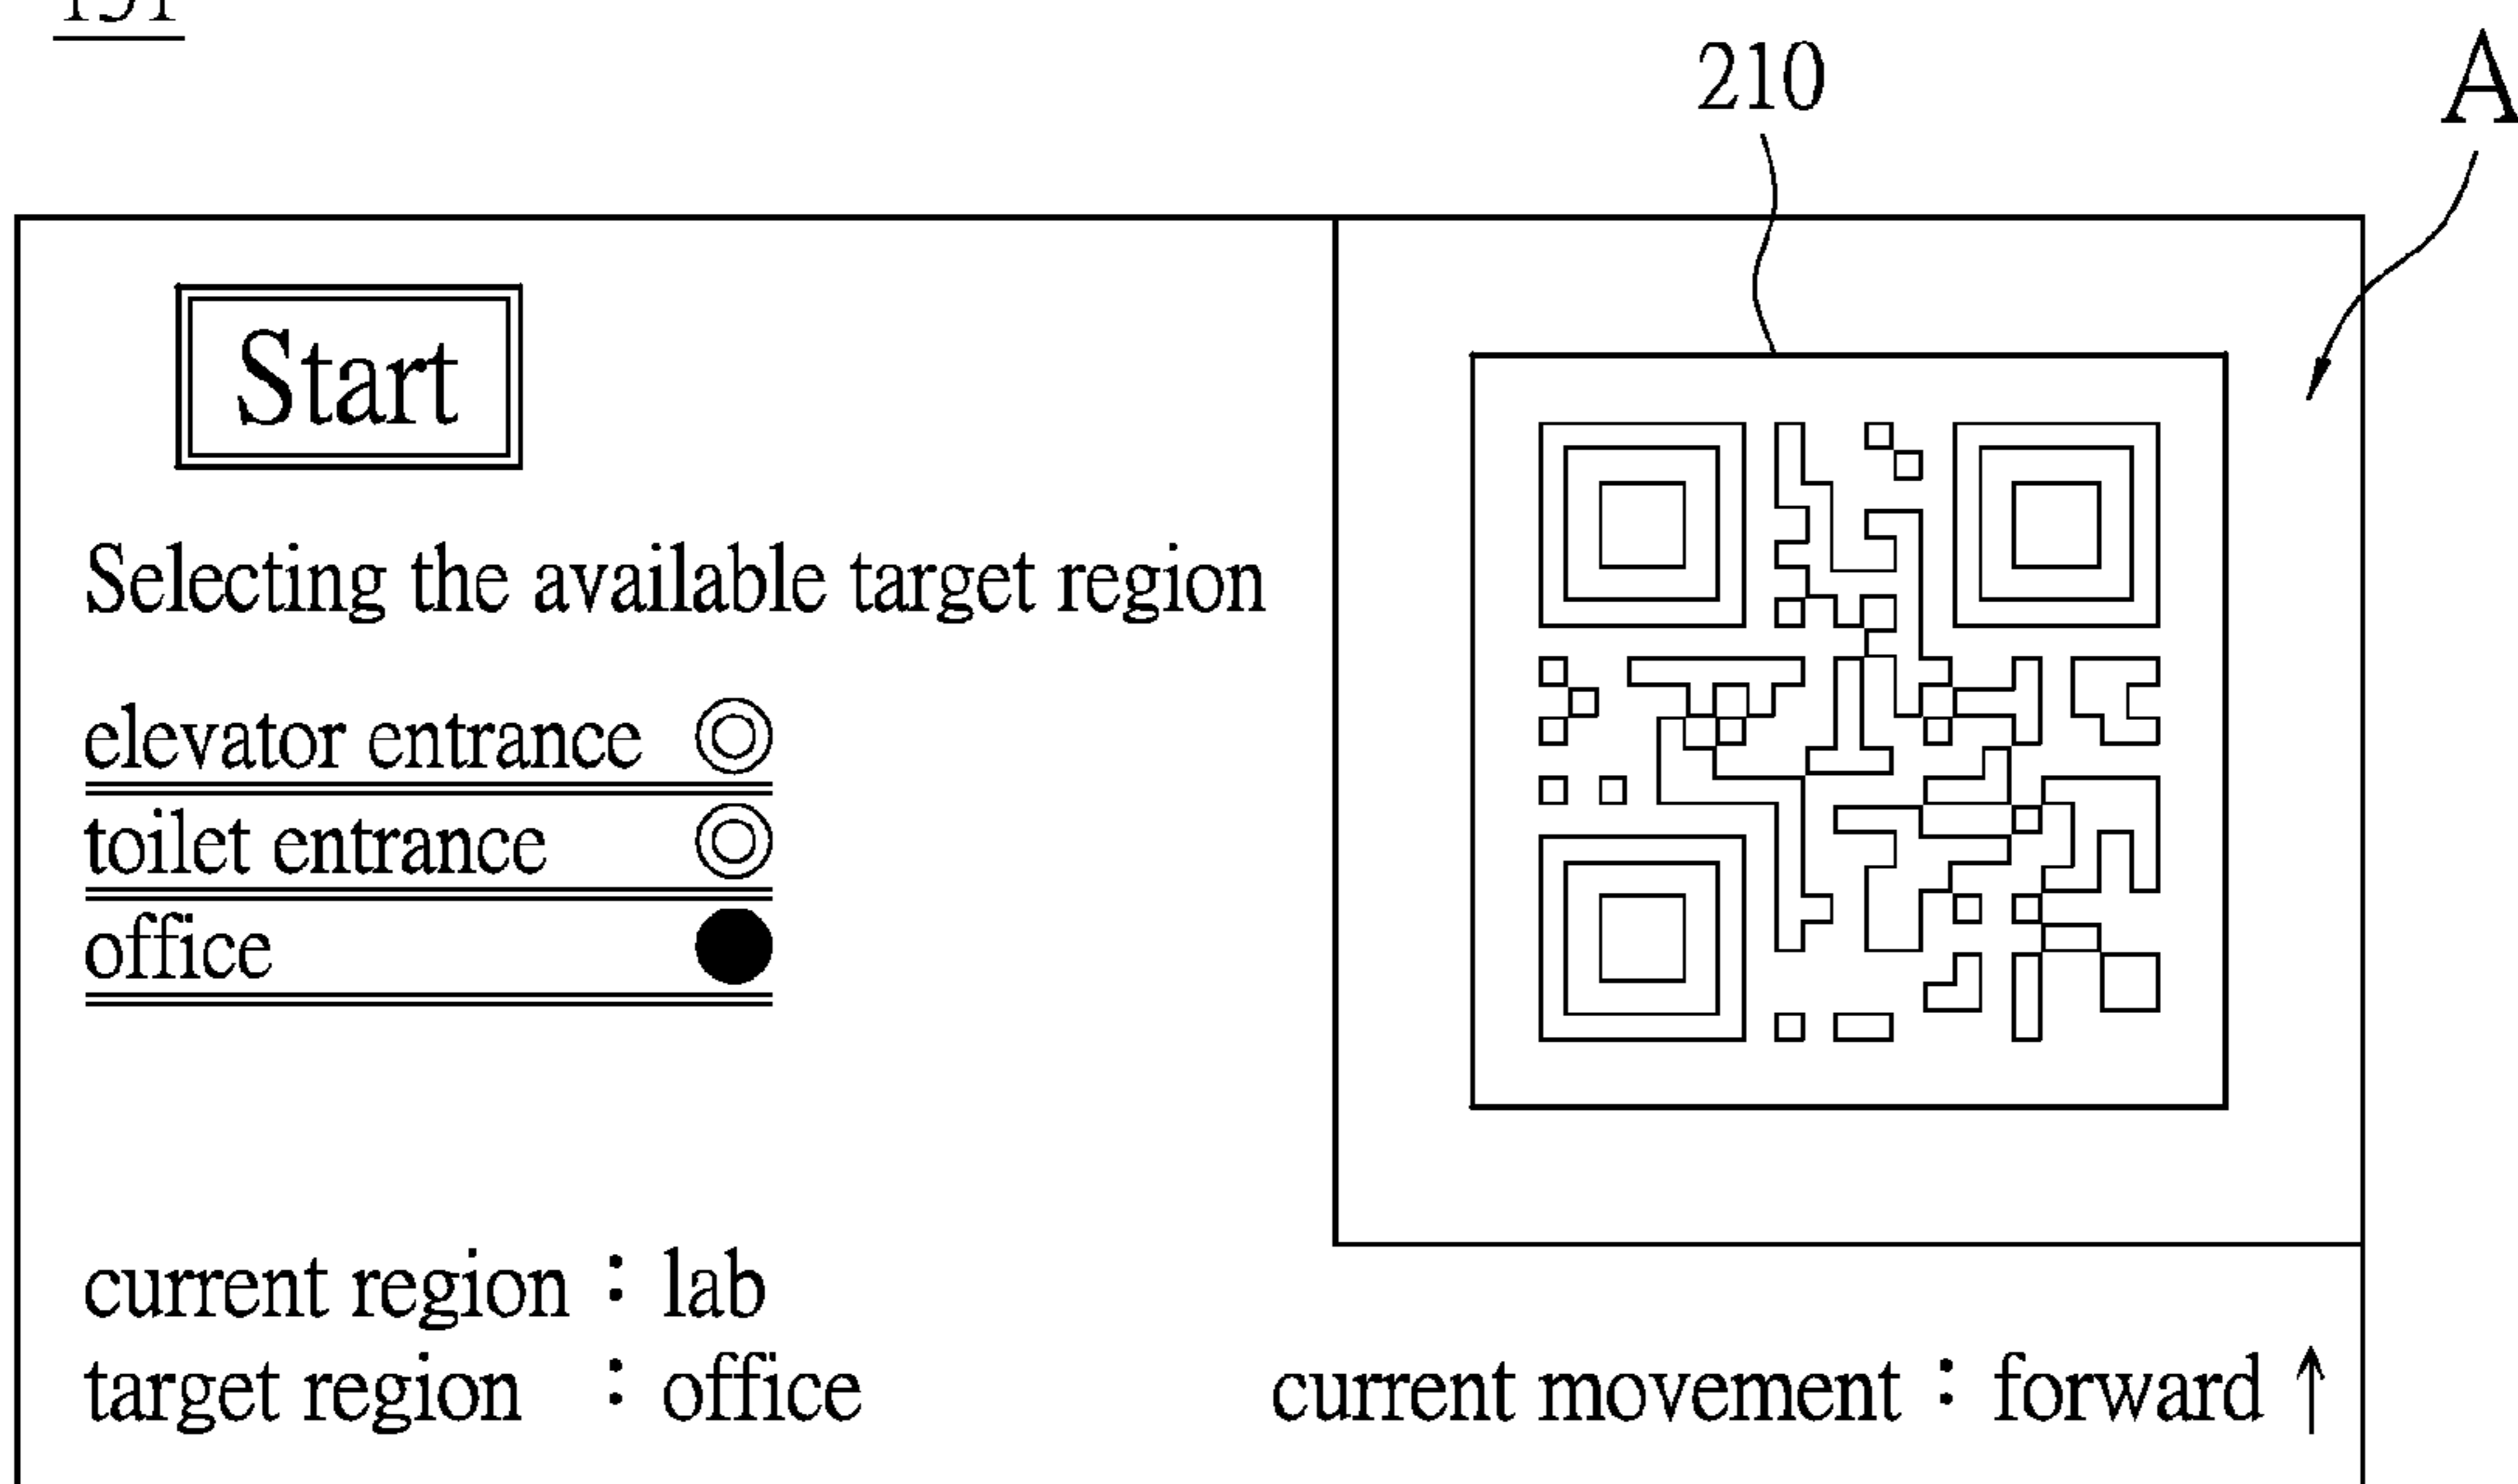 210
A
Start
Selecting the available target region
elevator entrance
toilet entrance
office
current region : lab
target region : office
current movement : forward ↑